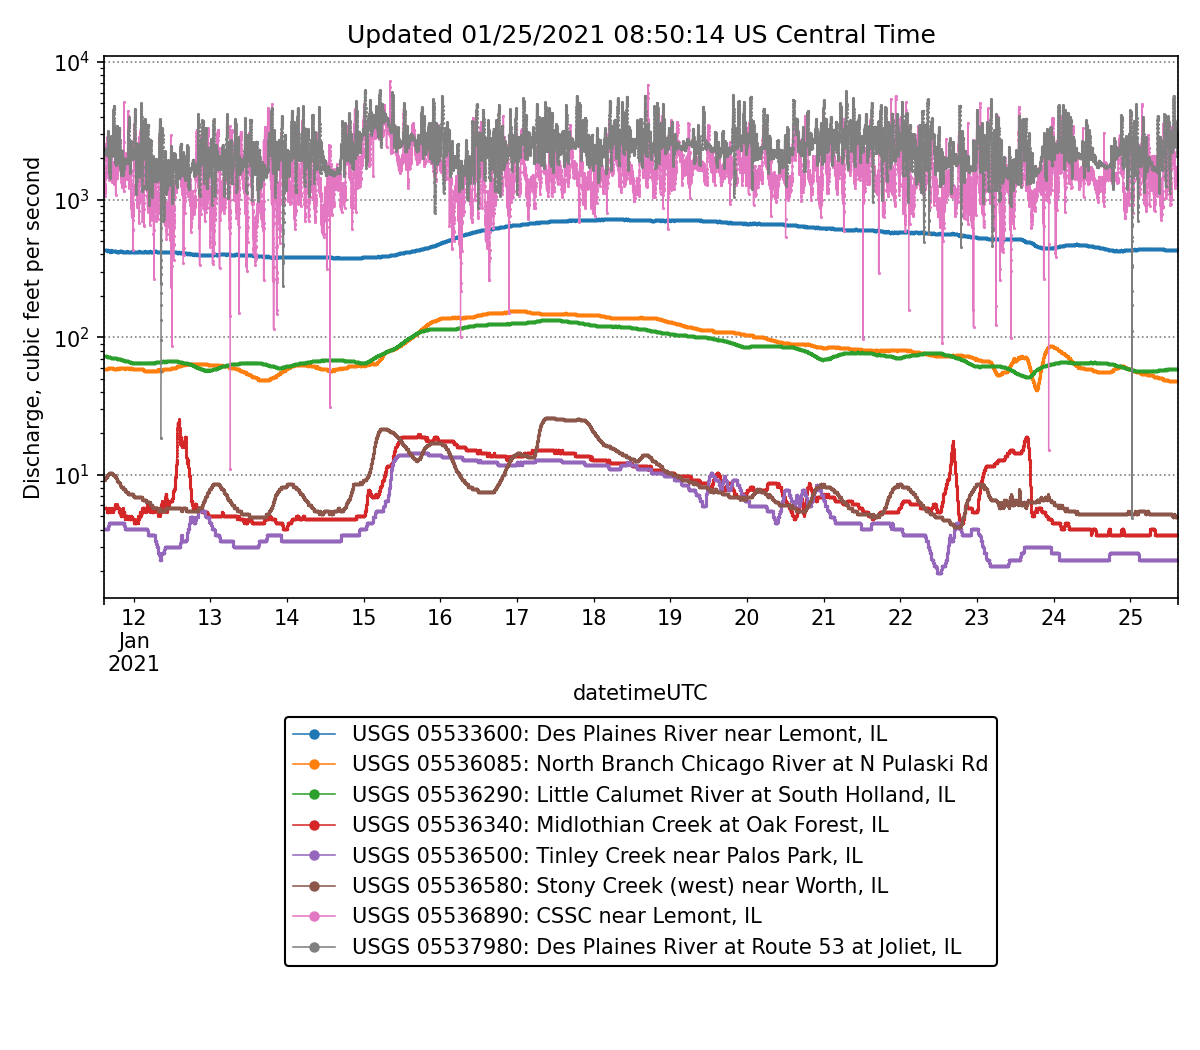 Updated 01/25/2021 08:50:14 US Central Time
Discharge, cubic feet per second
10⁴
10³
10²
10¹
12 13 14 15 16 17 18 19 20 21 22 23 24 25
Jan
2021
datetimeUTC
USGS 05533600: Des Plaines River near Lemont, IL
USGS 05536085: North Branch Chicago River at N Pulaski Rd
USGS 05536290: Little Calumet River at South Holland, IL
USGS 05536340: Midlothian Creek at Oak Forest, IL
USGS 05536500: Tinley Creek near Palos Park, IL
USGS 05536580: Stony Creek (west) near Worth, IL
USGS 05536890: CSSC near Lemont, IL
USGS 05537980: Des Plaines River at Route 53 at Joliet, IL